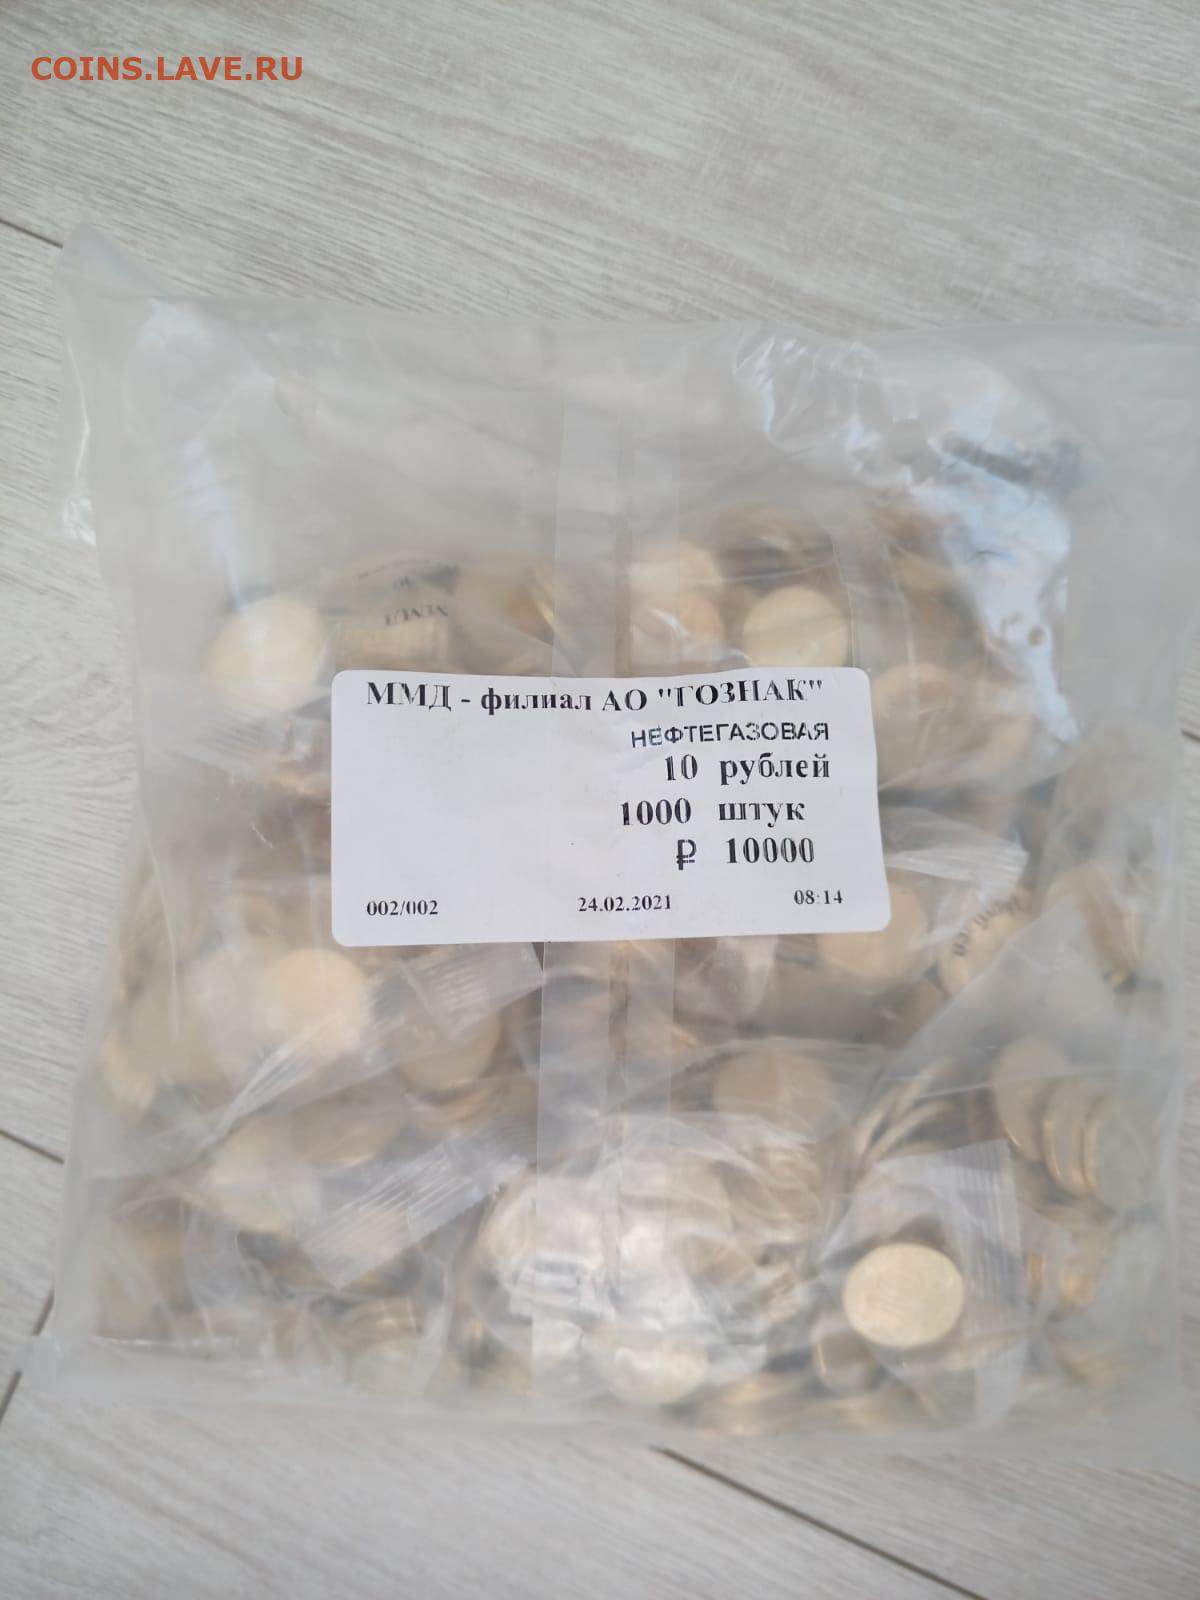 COINS.LAVE.RU
ММД
ММД - филиал АО "ГОЗНАК"
НЕФТЕГАЗОВАЯ
10 рублей
1000 штук
₽ 10000
002/002 24.02.2021 08:14